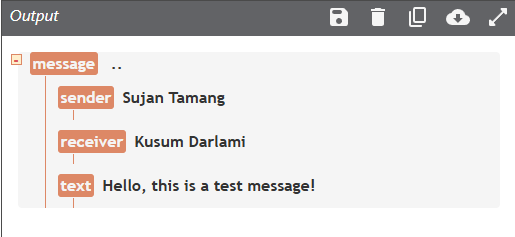 Output
message ..
sender Sujan Tamang
receiver Kusum Darlami
text Hello, this is a test message!